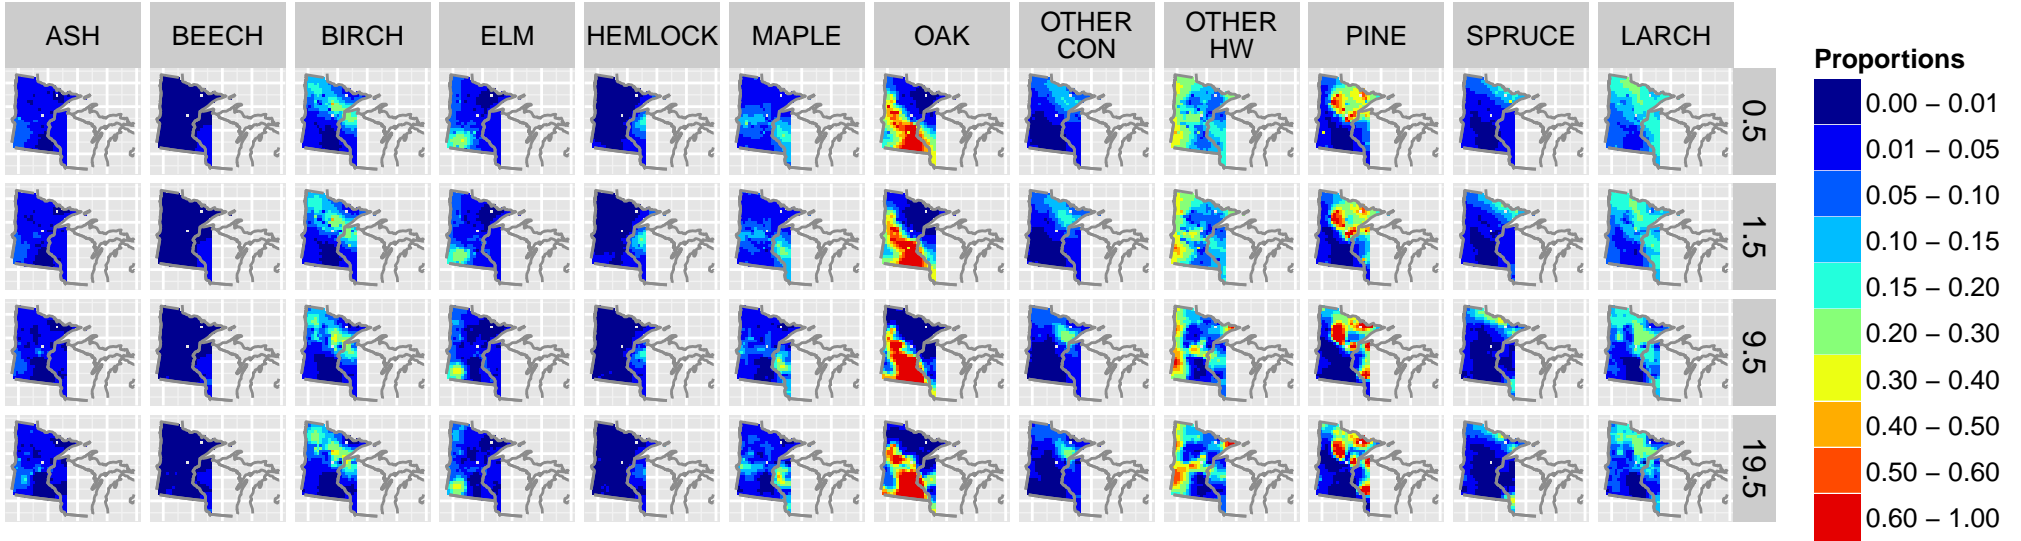 ASH BEECH BIRCH ELM HEMLOCK MAPLE OAK OTHER CON OTHER HW PINE SPRUCE LARCH
0.5
1.5
9.5
19.5
Proportions
0.00 – 0.01
0.01 – 0.05
0.05 – 0.10
0.10 – 0.15
0.15 – 0.20
0.20 – 0.30
0.30 – 0.40
0.40 – 0.50
0.50 – 0.60
0.60 – 1.00